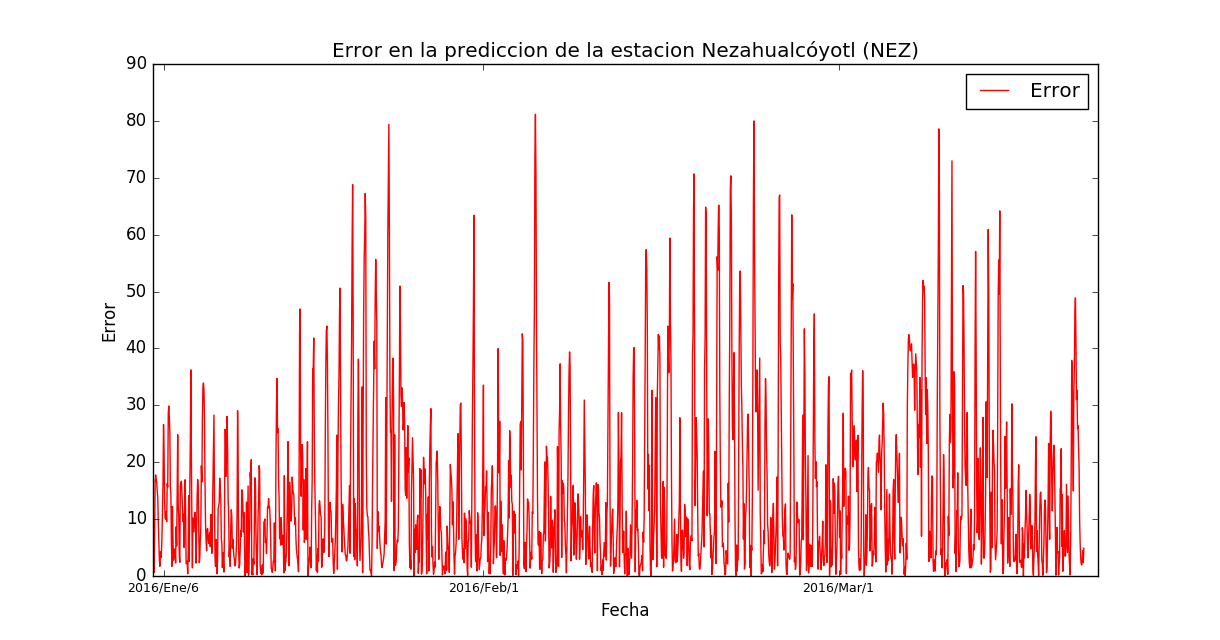 Error en la prediccion de la estacion Nezahualcóyotl (NEZ)
Error
90
80
70
60
50
40
30
20
10
0
Error
2016/Ene/6
2016/Feb/1
2016/Mar/1
Fecha